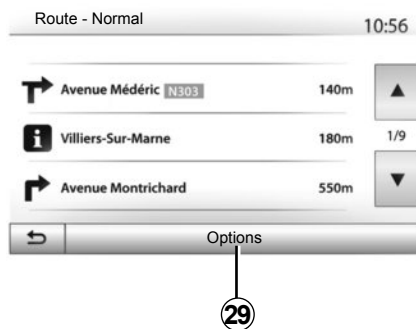 Route - Normal
10:56
Avenue Médéric N303 140m
Villiers-Sur-Marne 180m
1/9
Avenue Montrichard 550m
Options
29